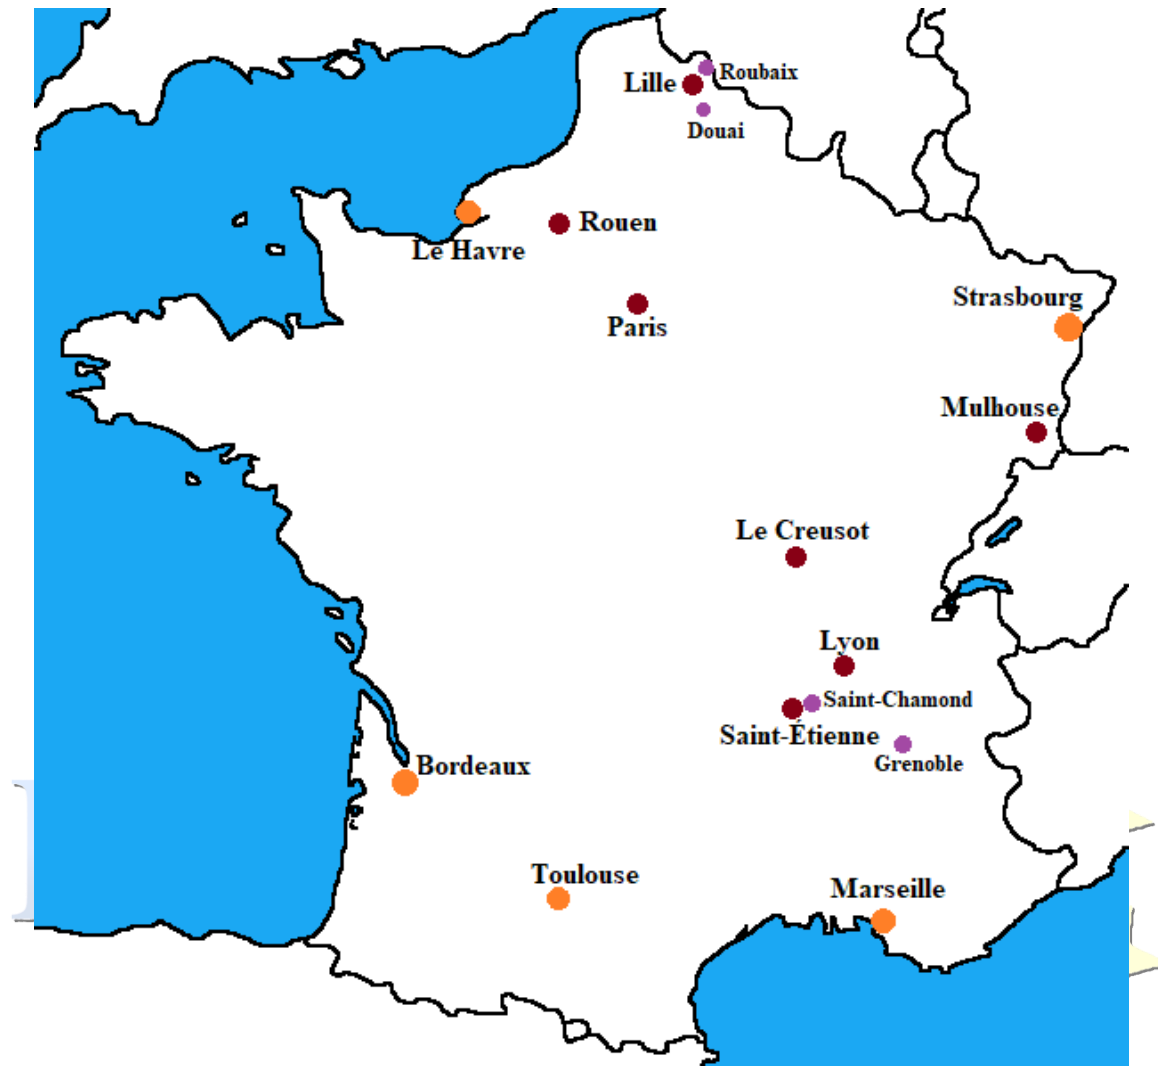 Roubaix
Lille
Douai
Rouen
Le Havre
Strasbourg
Paris
Mulhouse
Le Creusot
Lyon
Saint-Chamond
Saint-Étienne
Grenoble
Bordeaux
Toulouse
Marseille